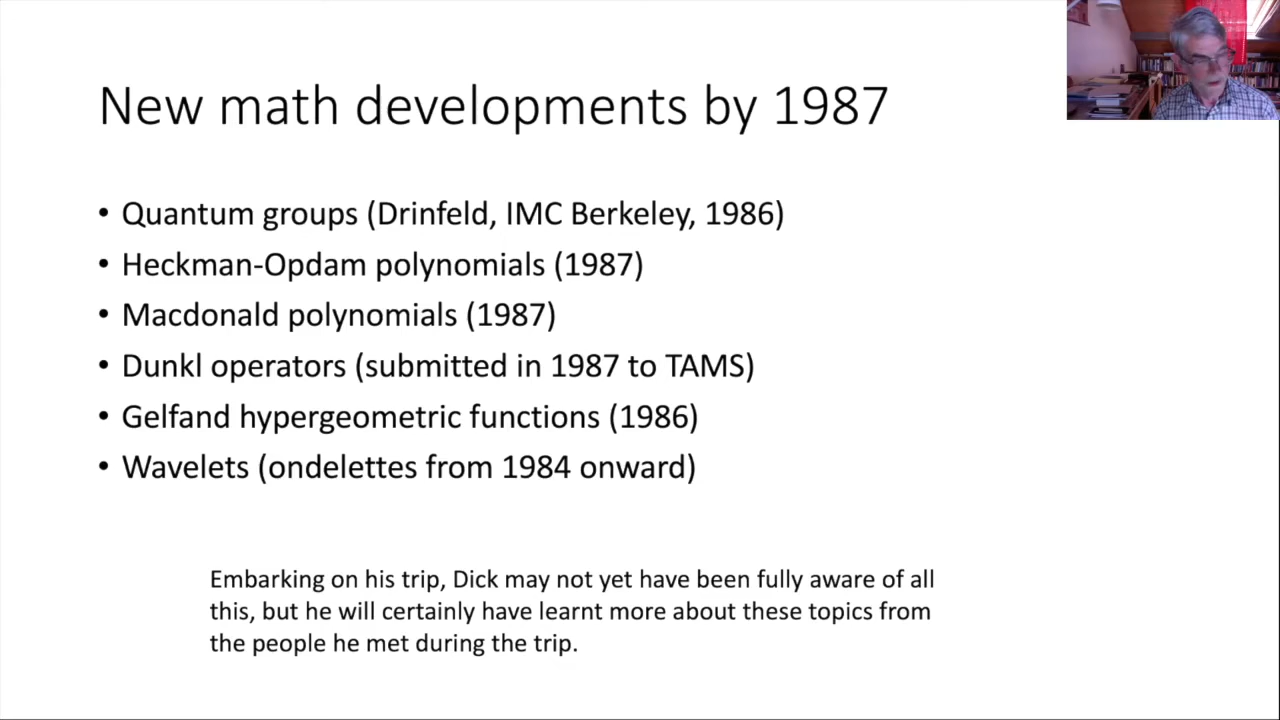 New math developments by 1987
• Quantum groups (Drinfeld, IMC Berkeley, 1986)
• Heckman-Opdam polynomials (1987)
• Macdonald polynomials (1987)
• Dunkl operators (submitted in 1987 to TAMS)
• Gelfand hypergeometric functions (1986)
• Wavelets (ondelettes from 1984 onward)
Embarking on his trip, Dick may not yet have been fully aware of all
this, but he will certainly have learnt more about these topics from
the people he met during the trip.